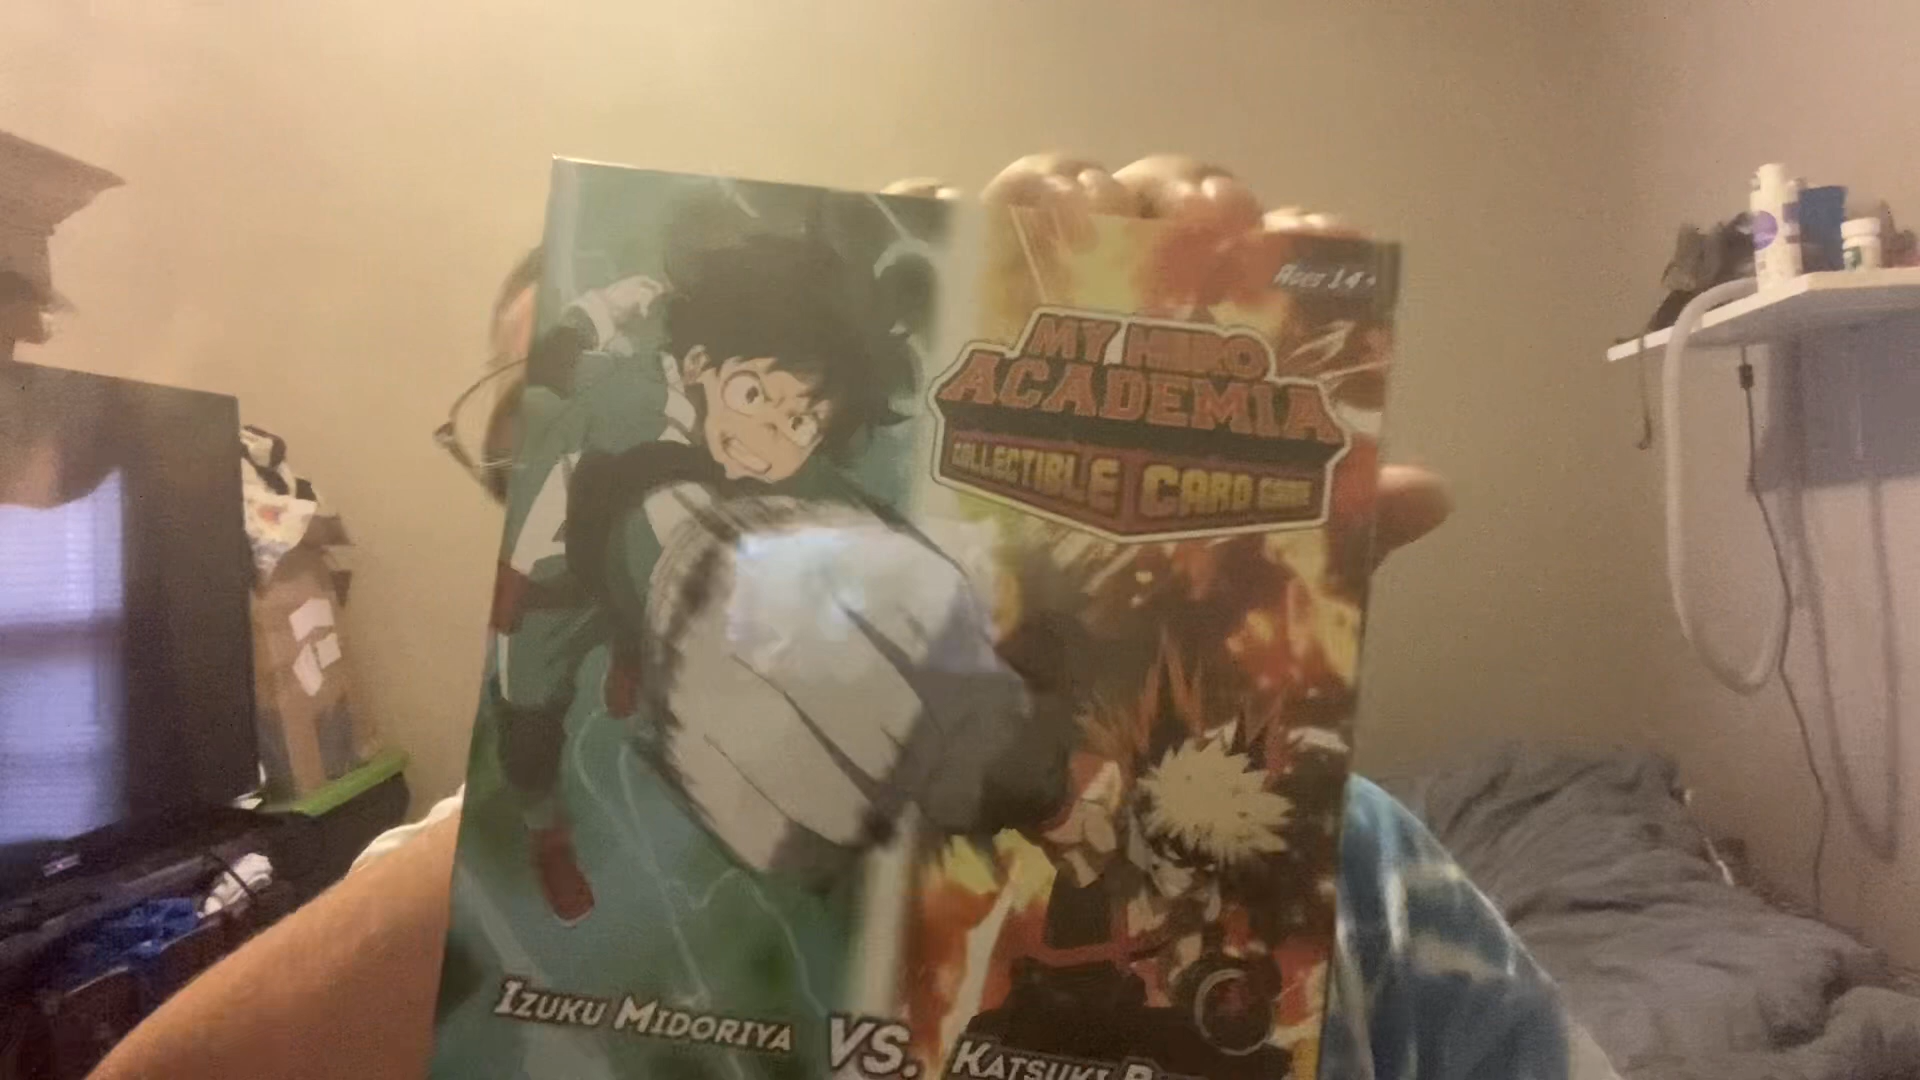 AGES 14+
MY HERO
ACADEMIA
COLLECTIBLE CARD GAME
IZUKU MIDORIYA VS. KATSUKI